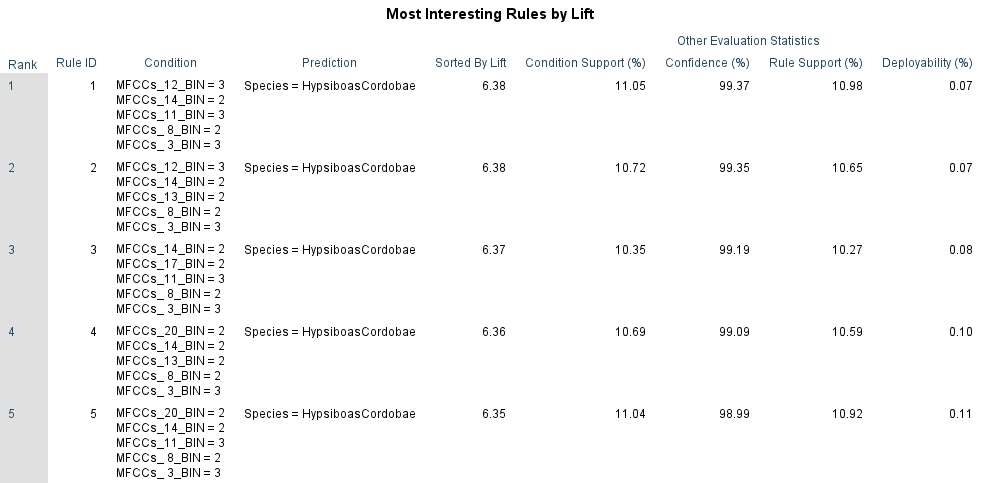 Most Interesting Rules by Lift
Other Evaluation Statistics
Rank Rule ID Condition Prediction Sorted By Lift Condition Support (%) Confidence (%) Rule Support (%) Deployability (%)
1 1 MFCCs_12_BIN = 3 Species = HypsiboasCordobae 6.38 11.05 99.37 10.98 0.07
MFCCs_14_BIN = 2
MFCCs_11_BIN = 3
MFCCs_ 8_BIN = 2
MFCCs_ 3_BIN = 3
2 2 MFCCs_12_BIN = 3 Species = HypsiboasCordobae 6.38 10.72 99.35 10.65 0.07
MFCCs_14_BIN = 2
MFCCs_13_BIN = 2
MFCCs_ 8_BIN = 2
MFCCs_ 3_BIN = 3
3 3 MFCCs_14_BIN = 2 Species = HypsiboasCordobae 6.37 10.35 99.19 10.27 0.08
MFCCs_17_BIN = 2
MFCCs_11_BIN = 3
MFCCs_ 8_BIN = 2
MFCCs_ 3_BIN = 3
4 4 MFCCs_20_BIN = 2 Species = HypsiboasCordobae 6.36 10.69 99.09 10.59 0.10
MFCCs_14_BIN = 2
MFCCs_13_BIN = 2
MFCCs_ 8_BIN = 2
MFCCs_ 3_BIN = 3
5 5 MFCCs_20_BIN = 2 Species = HypsiboasCordobae 6.35 11.04 98.99 10.92 0.11
MFCCs_14_BIN = 2
MFCCs_11_BIN = 3
MFCCs_ 8_BIN = 2
MFCCs_ 3_BIN = 3